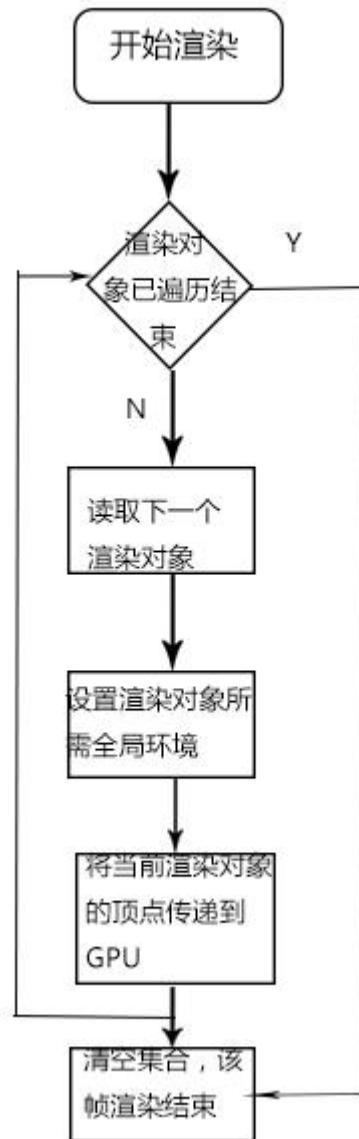 开始渲染
渲染对
象已遍历结
束
Y
N
读取下一个
渲染对象
设置渲染对象所
需全局环境
将当前渲染对象
的顶点传递到
GPU
清空集合，该
帧渲染结束